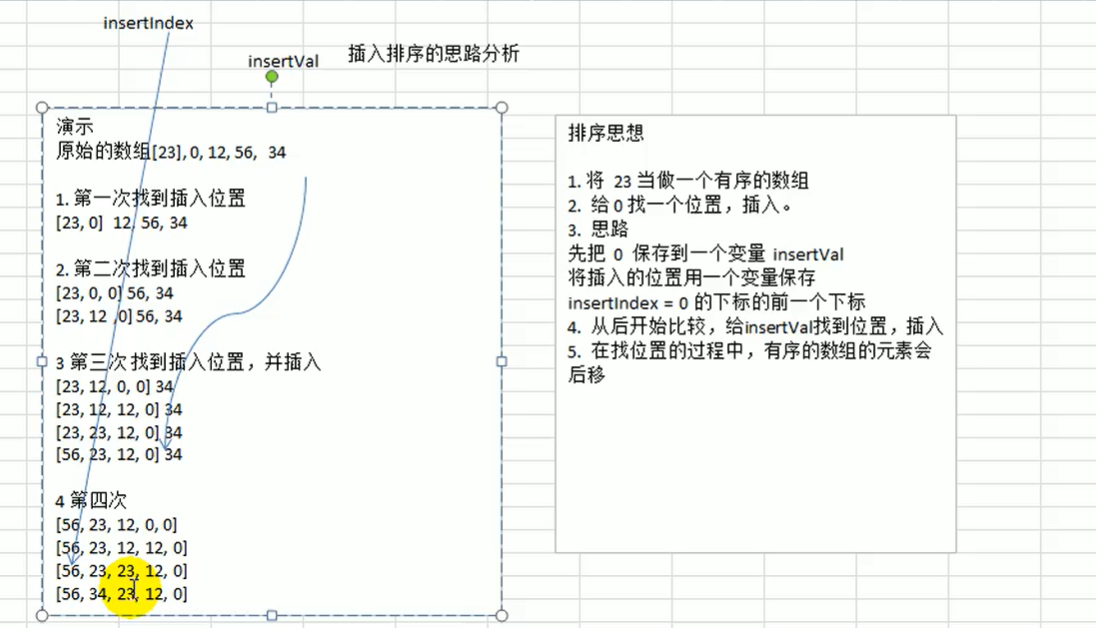 insertIndex
insertVal
插入排序的思路分析
演示
原始的数组[23], 0, 12, 56, 34
1. 第一次找到插入位置
[23, 0] 12, 56, 34
2. 第二次找到插入位置
[23, 0, 0] 56, 34
[23, 12 ,0] 56, 34
3 第三次 找到插入位置，并插入
[23, 12, 0, 0] 34
[23, 12, 12, 0] 34
[23, 23, 12, 0] 34
[56, 23, 12, 0] 34
4 第四次
[56, 23, 12, 0, 0]
[56, 23, 12, 12, 0]
[56, 23, 23, 12, 0]
[56, 34, 23, 12, 0]
排序思想
1. 将 23 当做一个有序的数组
2. 给 0 找一个位置，插入。
3. 思路
先把 0 保存到一个变量 insertVal
将插入的位置用一个变量保存
insertIndex = 0 的下标的前一个下标
4. 从后开始比较，给insertVal找到位置，插入
5. 在找位置的过程中，有序的数组的元素会
后移